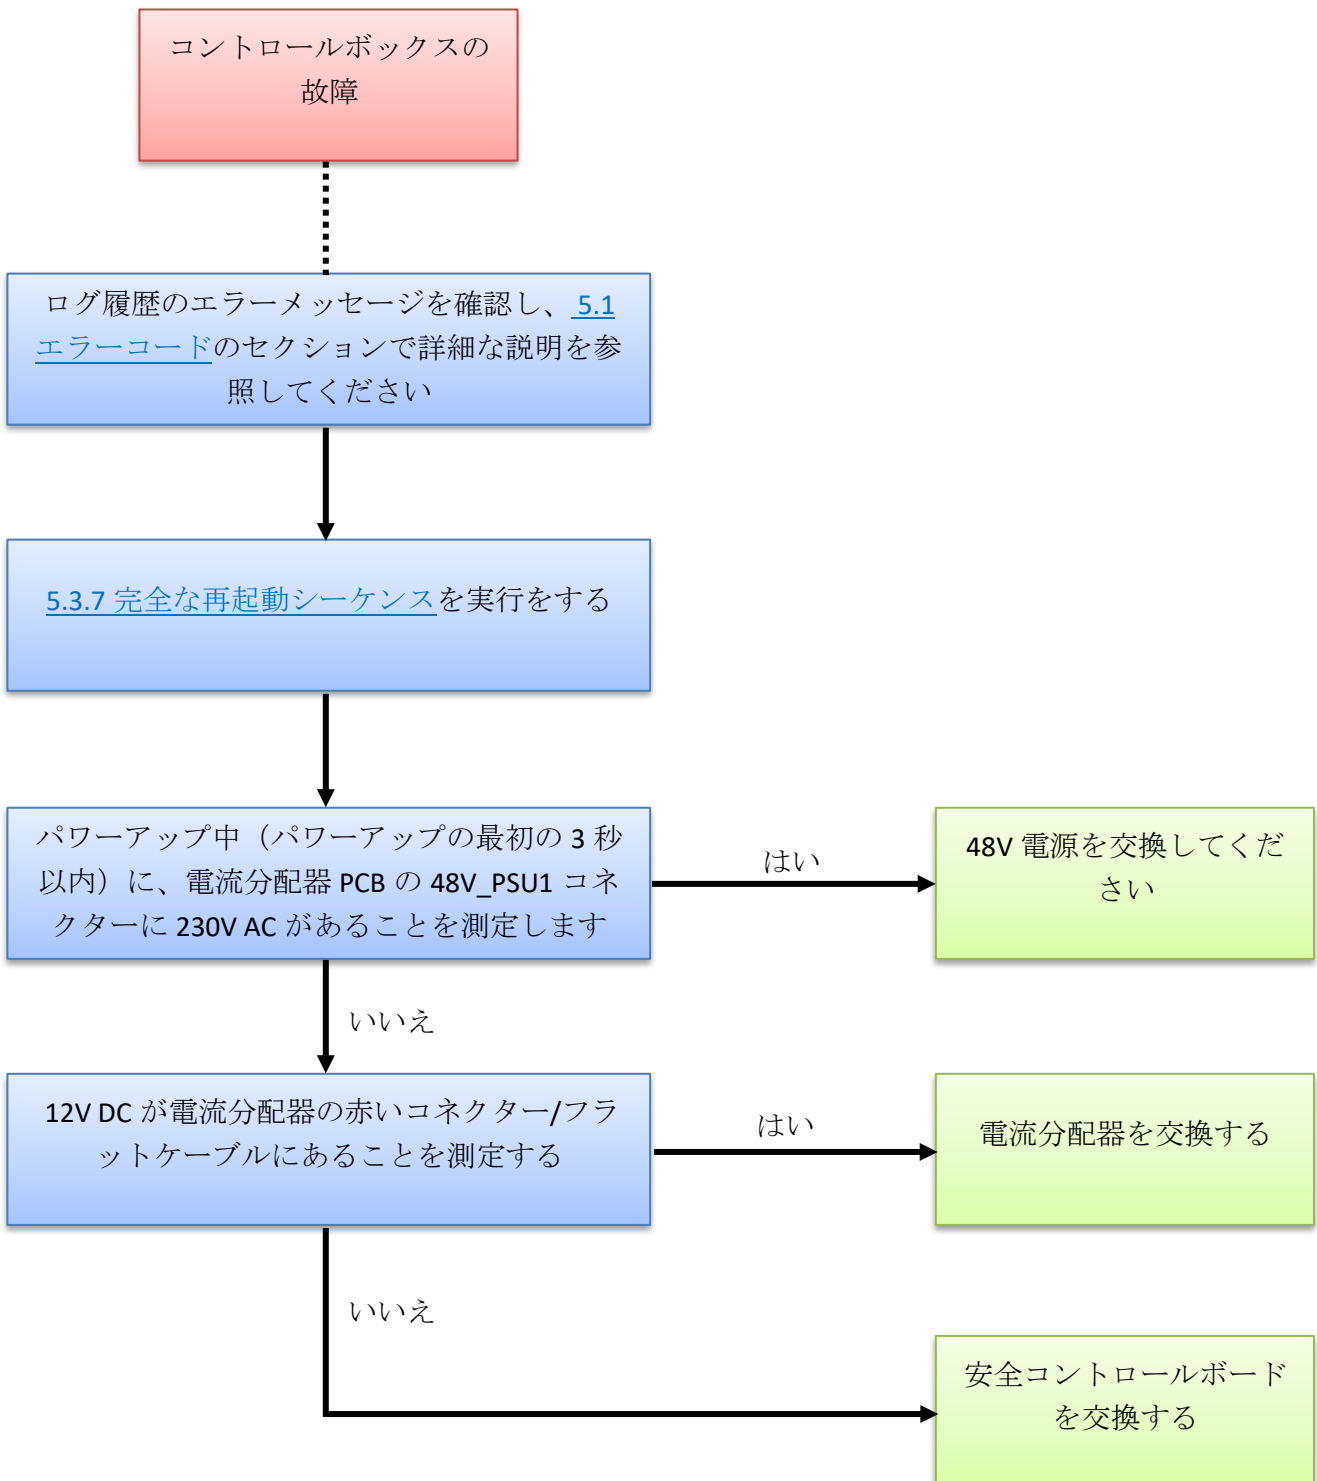 コントロールボックスの
故障
ログ履歴のエラーメッセージを確認し、 5.1
エラーコードのセクションで詳細な説明を参
照してください
5.3.7 完全な再起動シーケンスを実行をする
パワーアップ中（パワーアップの最初の 3 秒
以内）に、電流分配器 PCB の 48V_PSU1 コネ
クターに 230V AC があることを測定します
はい
48V 電源を交換してくだ
さい
いいえ
12V DC が電流分配器の赤いコネクター/フラ
ットケーブルにあることを測定する
はい
電流分配器を交換する
いいえ
安全コントロールボード
を交換する